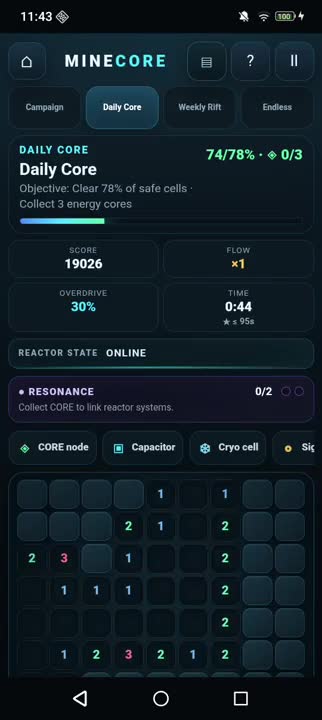 11:43
100
MINECORE
?
Campaign
Daily Core
Weekly Rift
Endless
DAILY CORE
74/78% · ◈ 0/3
Daily Core
Objective: Clear 78% of safe cells ·
Collect 3 energy cores
SCORE
19026
FLOW
×1
OVERDRIVE
30%
TIME
0:44
★ ≤ 95s
REACTOR STATE ONLINE
● RESONANCE
0/2
Collect CORE to link reactor systems.
CORE node
Capacitor
Cryo cell
Sig
1 1
2 1 2
2 3 1 2
1 1 1 2
2
1 2 3 2 1 2